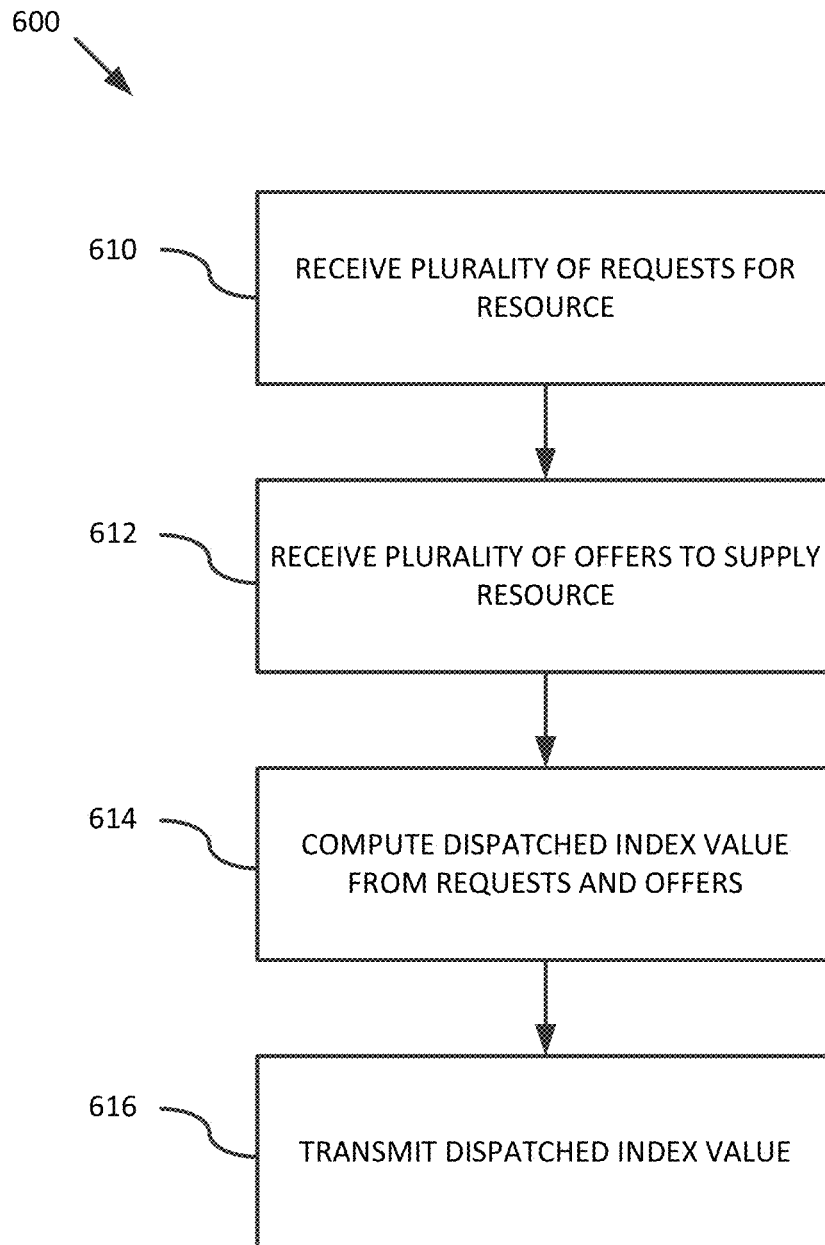 600
610
RECEIVE PLURALITY OF REQUESTS FOR
RESOURCE
612
RECEIVE PLURALITY OF OFFERS TO SUPPLY
RESOURCE
614
COMPUTE DISPATCHED INDEX VALUE
FROM REQUESTS AND OFFERS
616
TRANSMIT DISPATCHED INDEX VALUE